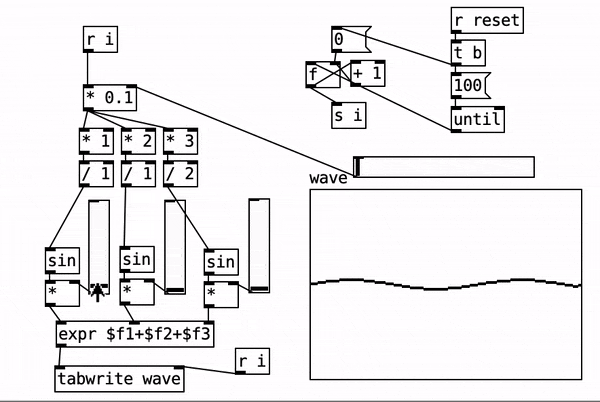 r i
* 0.1
* 1 * 2 * 3
/ 1 / 1 / 2
sin sin sin
* * *
expr $f1+$f2+$f3
tabwrite wave
r i
0
f + 1
s i
r reset
t b
100
until
wave